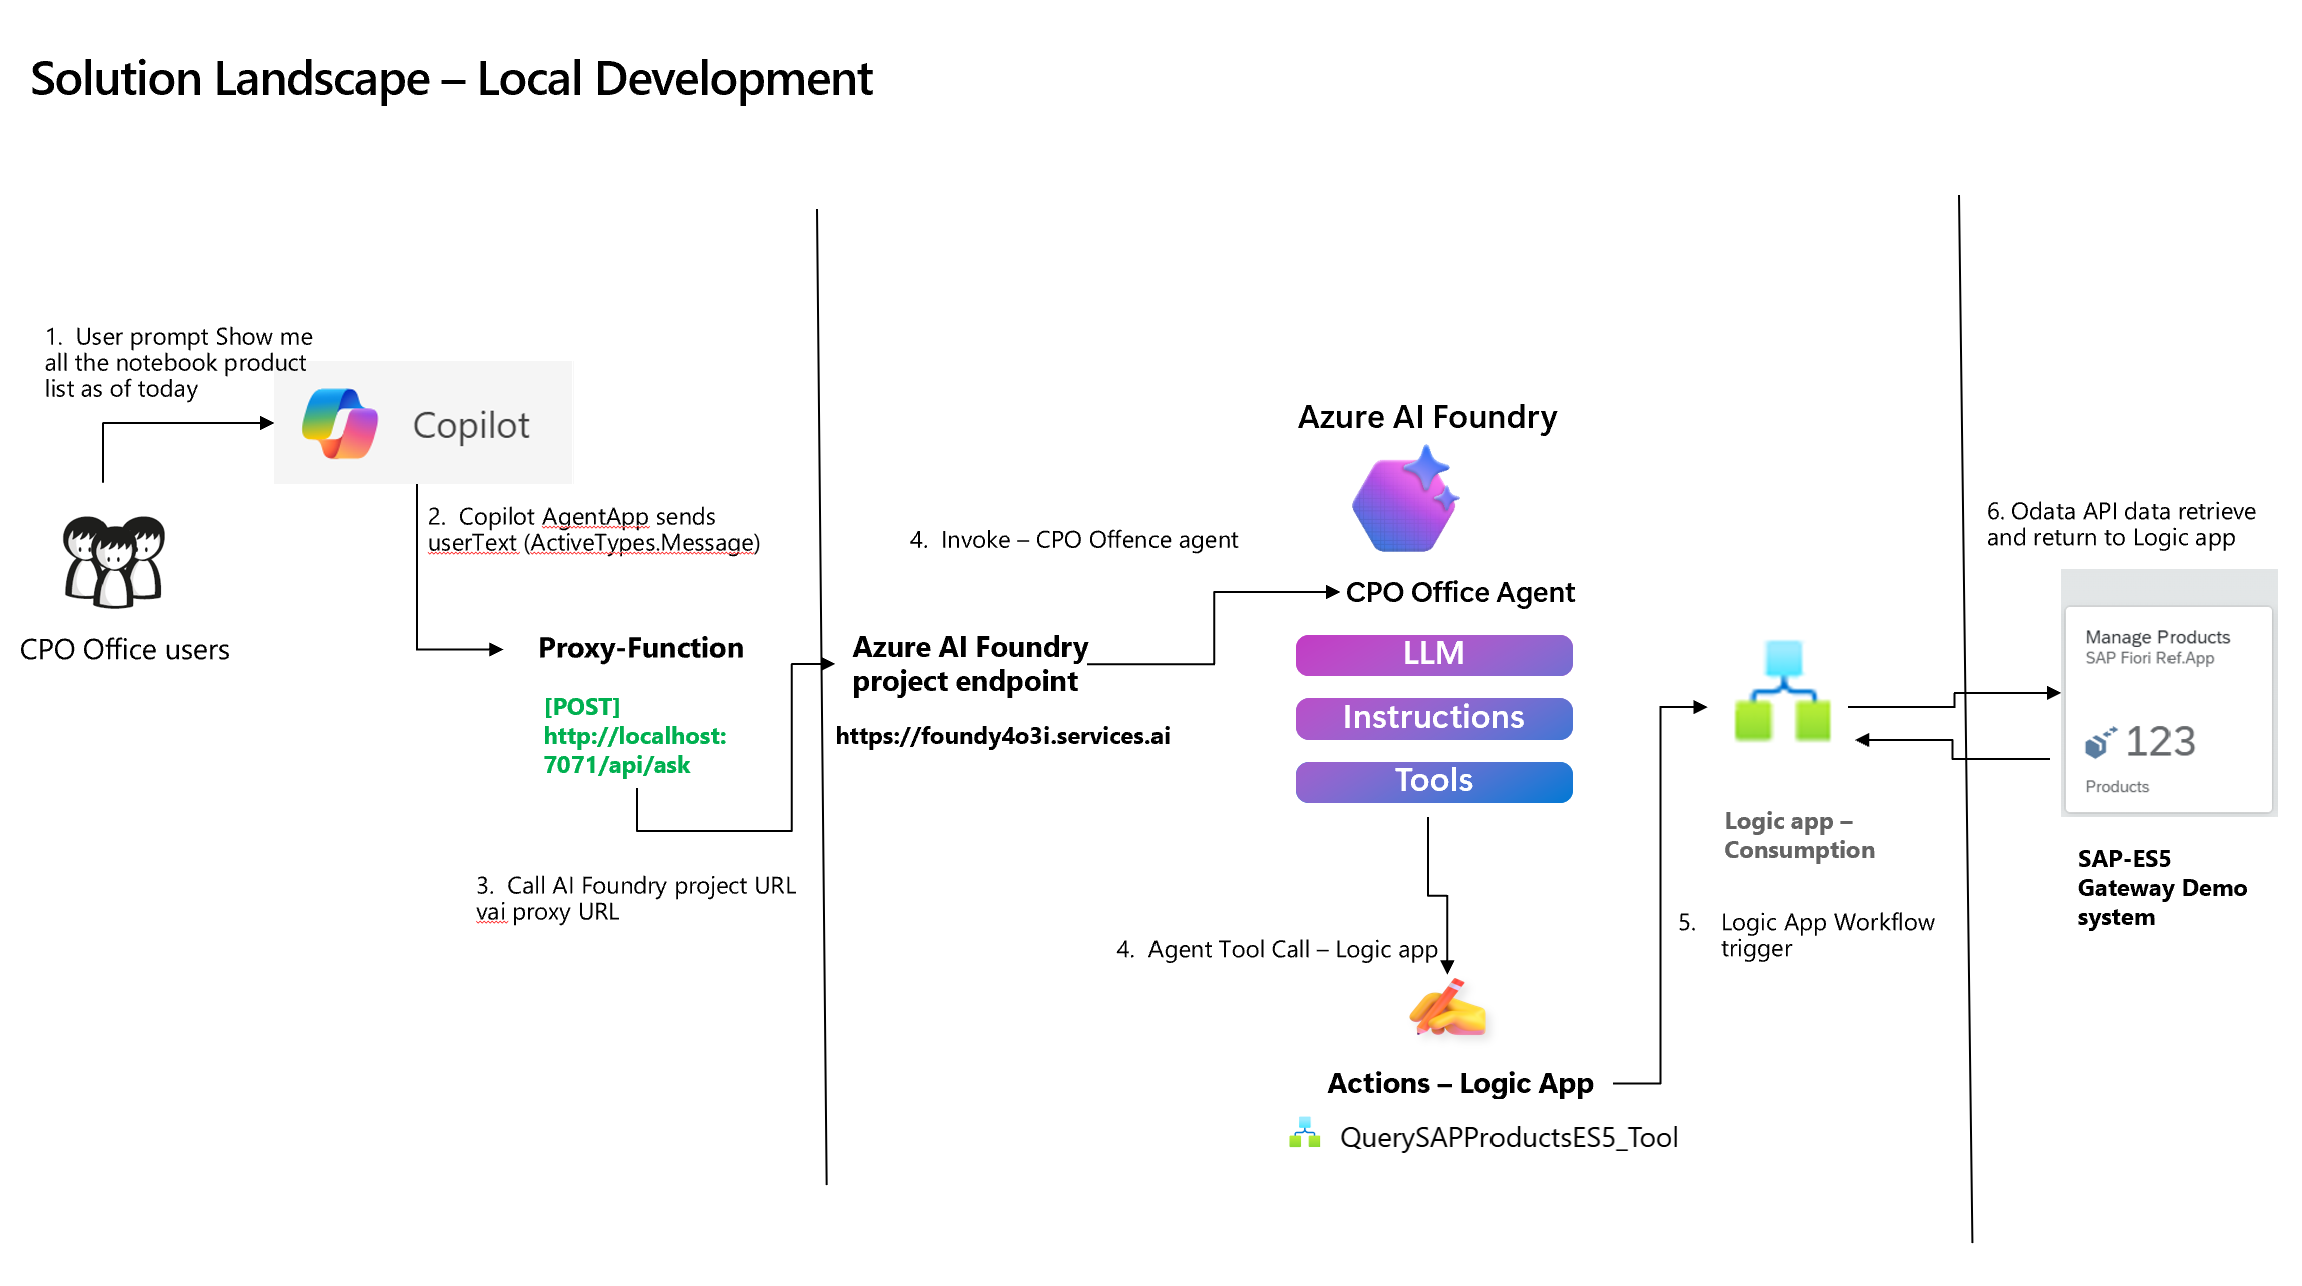 Solution Landscape – Local Development
1. User prompt Show me
all the notebook product
list as of today
Copilot
CPO Office users
2. Copilot AgentApp sends
userText (ActiveTypes.Message)
Proxy-Function
[POST]
http://localhost:
7071/api/ask
3. Call AI Foundry project URL
vai proxy URL
Azure AI Foundry
project endpoint
https://foundy4o3i.services.ai
4. Invoke – CPO Offence agent
Azure AI Foundry
CPO Office Agent
LLM
Instructions
Tools
4. Agent Tool Call – Logic app
Actions – Logic App
QuerySAPProductsES5_Tool
Logic app –
Consumption
5. Logic App Workflow
trigger
6. Odata API data retrieve
and return to Logic app
Manage Products
SAP Fiori Ref.App
123
Products
SAP-ES5
Gateway Demo
system